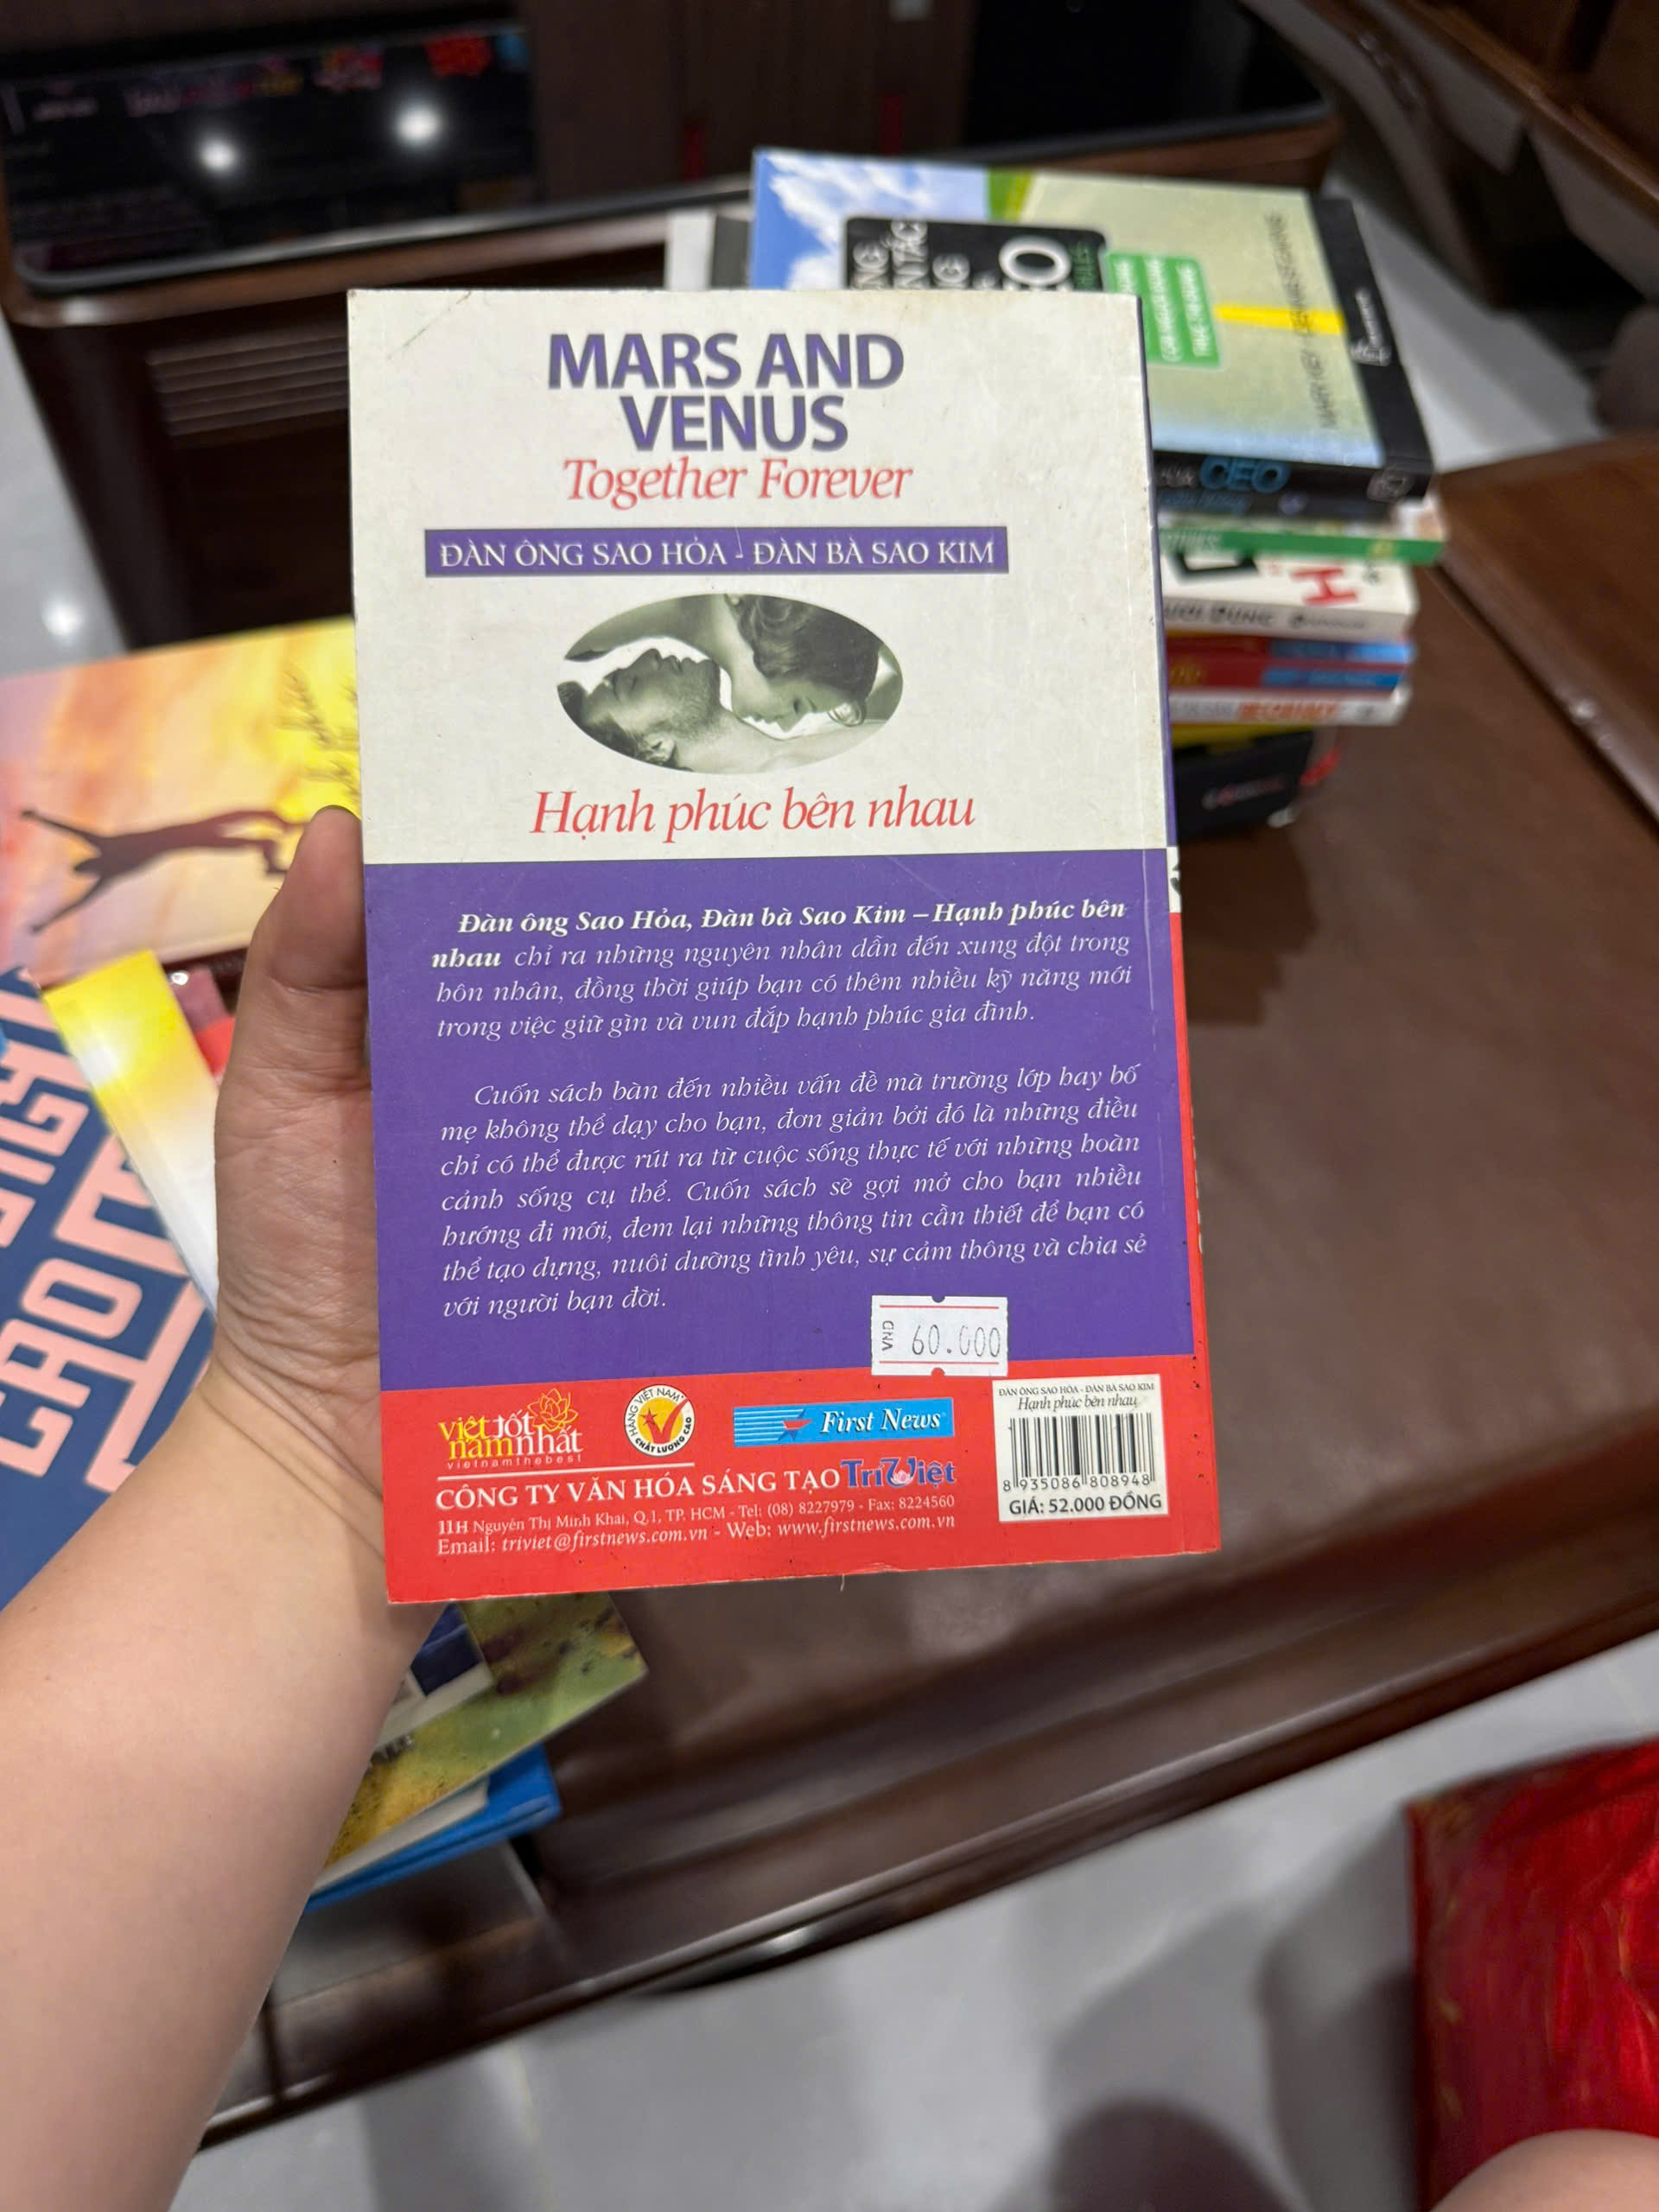 MARS AND
VENUS
Together Forever
ĐÀN ÔNG SAO HỎA - ĐÀN BÀ SAO KIM
Hạnh phúc bên nhau
Đàn ông Sao Hỏa, Đàn bà Sao Kim – Hạnh phúc bên
nhau chỉ ra những nguyên nhân dẫn đến xung đột trong
hôn nhân, đồng thời giúp bạn có thêm nhiều kỹ năng mới
trong việc giữ gìn và vun đắp hạnh phúc gia đình.
Cuốn sách bàn đến nhiều vấn đề mà trường lớp hay bố
mẹ không thể dạy cho bạn, đơn giản bởi đó là những điều
chỉ có thể được rút ra từ cuộc sống thực tế với những hoàn
cảnh sống cụ thể. Cuốn sách sẽ gợi mở cho bạn nhiều
hướng đi mới, đem lại những thông tin cần thiết để bạn có
thể tạo dựng, nuôi dưỡng tình yêu, sự cảm thông và chia sẻ
với người bạn đời.
VND 60.000
việt tốt
nam nhất
vietnamthebest
HÀNG VIỆT NAM
CHẤT LƯỢNG CAO
First News
CÔNG TY VĂN HÓA SÁNG TẠO Trí Việt
11H Nguyễn Thị Minh Khai, Q.1, TP. HCM - Tel: (08) 8227979 - Fax: 8224560
Email: triviet@firstnews.com.vn - Web: www.firstnews.com.vn
ĐÀN ÔNG SAO HỎA - ĐÀN BÀ SAO KIM
Hạnh phúc bên nhau
8 935086 808948
GIÁ: 52.000 ĐỒNG
CEO